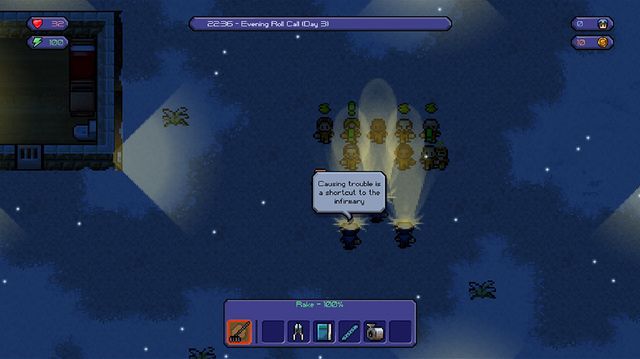 32
22:36 - Evening Roll Call (Day 3)
0
100
10
Causing trouble is
a shortcut to the
infirmary
Rake - 100%